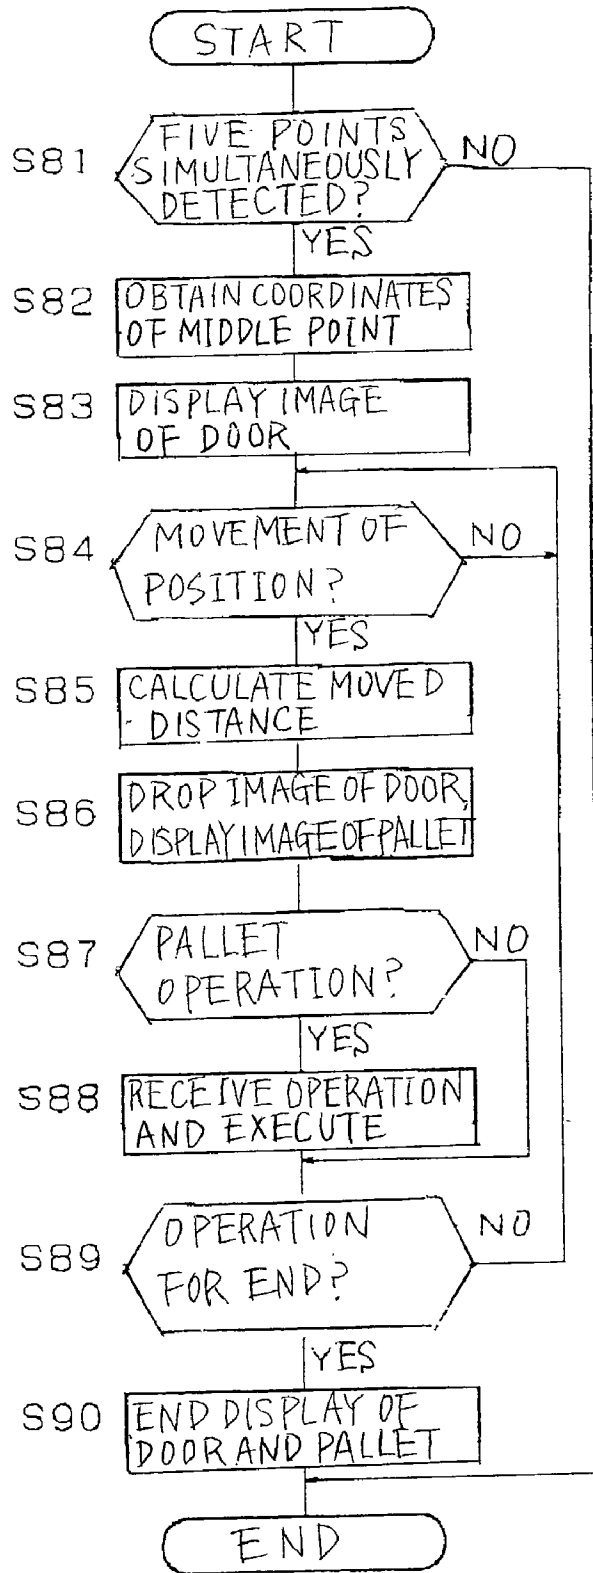 START
S81
FIVE POINTS
SIMULTANEOUSLY
DETECTED?
NO
YES
S82
OBTAIN COORDINATES
OF MIDDLE POINT
S83
DISPLAY IMAGE
OF DOOR
S84
MOVEMENT OF
POSITION?
NO
YES
S85
CALCULATE MOVED
DISTANCE
S86
DROP IMAGE OF DOOR,
DISPLAY IMAGE OF PALLET
S87
PALLET
OPERATION?
NO
YES
S88
RECEIVE OPERATION
AND EXECUTE
S89
OPERATION
FOR END?
NO
YES
S90
END DISPLAY OF
DOOR AND PALLET
END